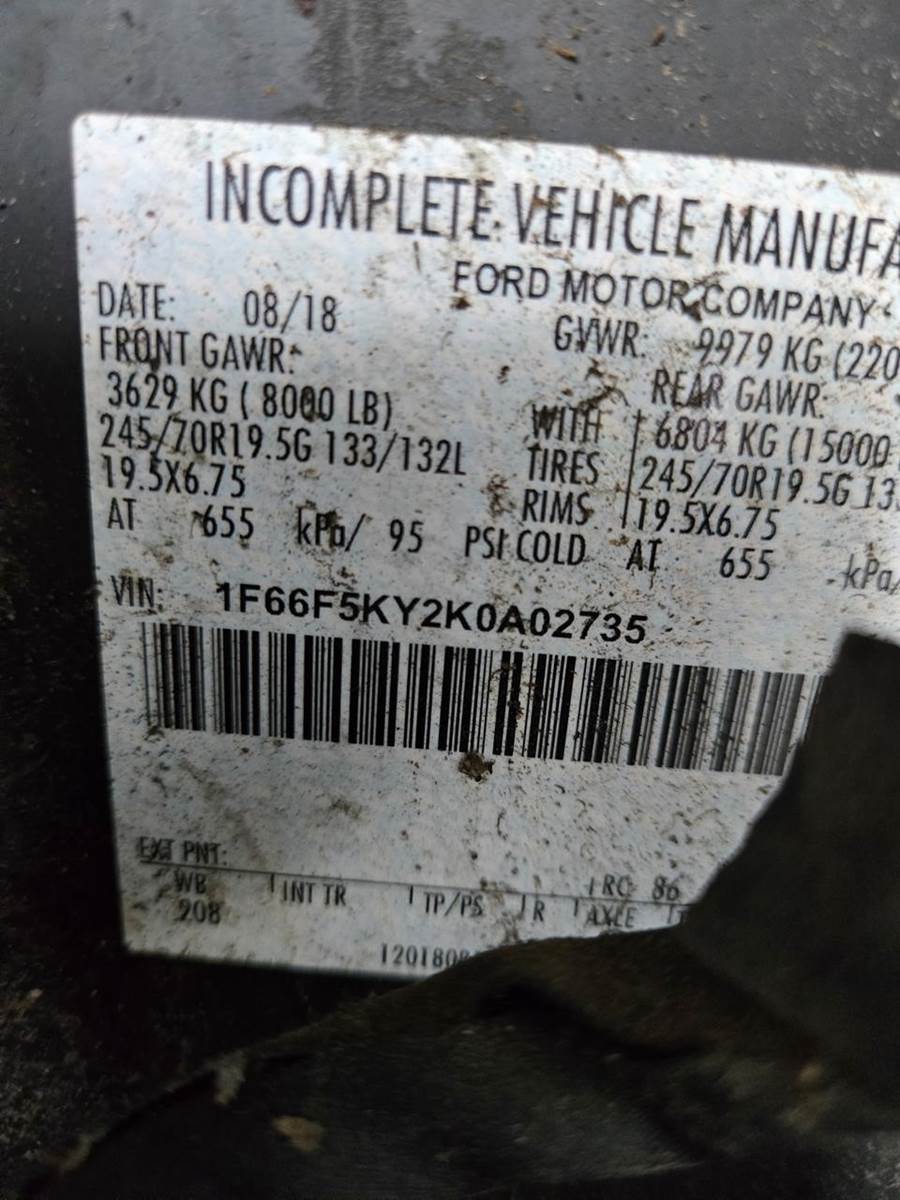 INCOMPLETE VEHICLE MANUFA
FORD MOTOR COMPANY
DATE: 08/18 GVWR: 9979 KG (220
FRONT GAWR: REAR GAWR:
3629 KG ( 8000 LB) WITH 6804 KG (15000
245/70R19.5G 133/132L TIRES 245/70R19.5G 13
19.5X6.75 RIMS 19.5X6.75
AT 655 kPa/ 95 PSI COLD AT 655 kPa/
VIN: 1F66F5KY2K0A02735
EXT PNT: RC: 86
WB INT TR TP/PS R AXLE
208
1201808